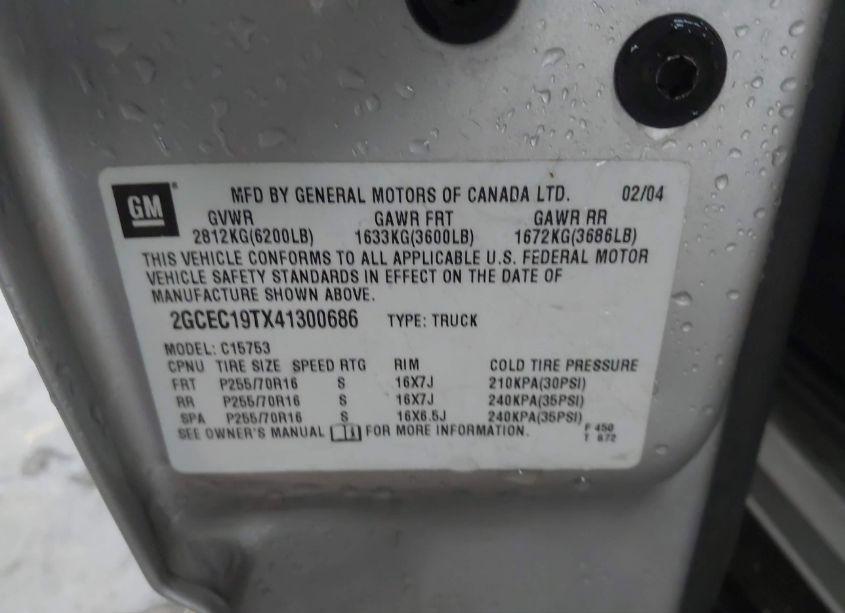 GM ® MFD BY GENERAL MOTORS OF CANADA LTD. 02/04
GVWR GAWR FRT GAWR RR
2812KG(6200LB) 1633KG(3600LB) 1672KG(3686LB)
THIS VEHICLE CONFORMS TO ALL APPLICABLE U.S. FEDERAL MOTOR
VEHICLE SAFETY STANDARDS IN EFFECT ON THE DATE OF
MANUFACTURE SHOWN ABOVE.
2GCEC19TX41300686 TYPE: TRUCK
MODEL: C15753
CPNU TIRE SIZE SPEED RTG RIM COLD TIRE PRESSURE
FRT P255/70R16 S 16X7J 210KPA(30PSI)
RR P255/70R16 S 16X7J 240KPA(35PSI)
SPA P255/70R16 S 16X6.5J 240KPA(35PSI)
SEE OWNER'S MANUAL FOR MORE INFORMATION. F 450
T 872